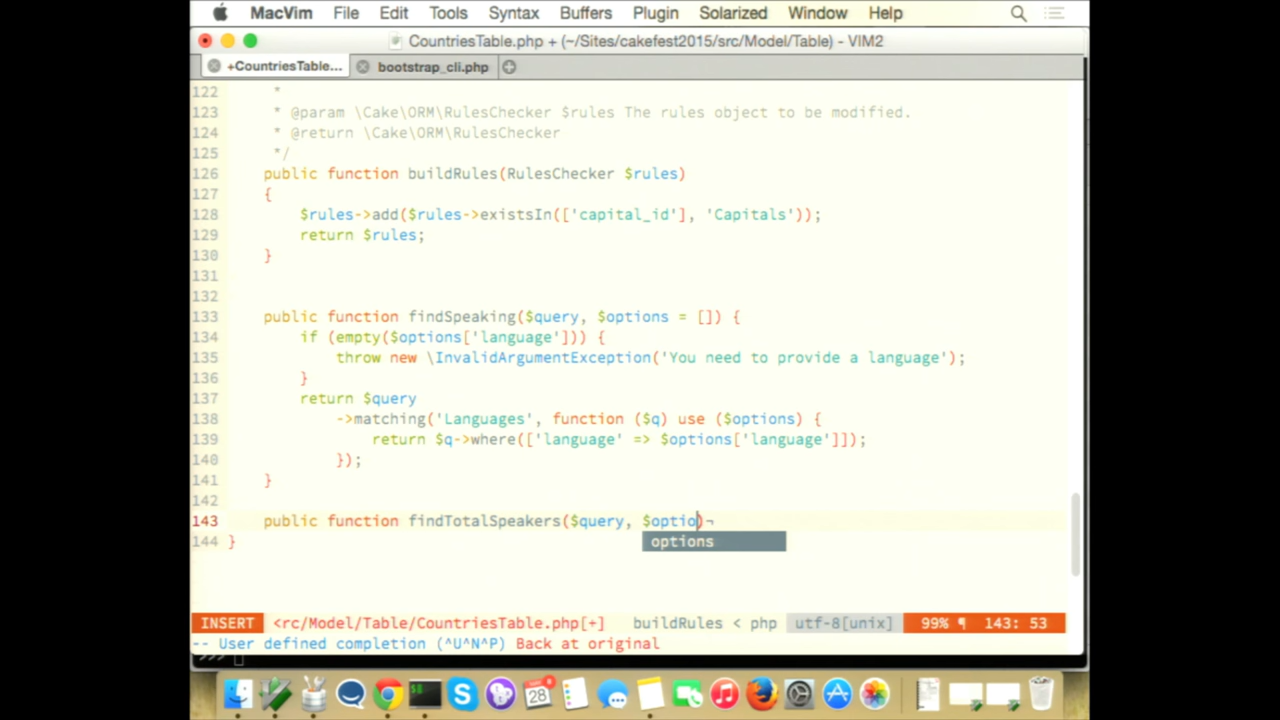 MacVim File Edit Tools Syntax Buffers Plugin Solarized Window Help
CountriesTable.php + (~/Sites/cakefest2015/src/Model/Table) - VIM2
+CountriesTable... bootstrap_cli.php
122 *
123 * @param \Cake\ORM\RulesChecker $rules The rules object to be modified.
124 * @return \Cake\ORM\RulesChecker
125 */
126 public function buildRules(RulesChecker $rules)
127 {
128 $rules->add($rules->existsIn(['capital_id'], 'Capitals'));
129 return $rules;
130 }
131
132
133 public function findSpeaking($query, $options = []) {
134 if (empty($options['language'])) {
135 throw new \InvalidArgumentException('You need to provide a language');
136 }
137 return $query
138 ->matching('Languages', function ($q) use ($options) {
139 return $q->where(['language' => $options['language']]);
140 });
141 }
142
143 public function findTotalSpeakers($query, $optio)¬
options
144 }
INSERT <rc/Model/Table/CountriesTable.php[+] buildRules < php utf-8[unix] 99% ¶ 143: 53
-- User defined completion (^U^N^P) Back at original
>>>
28